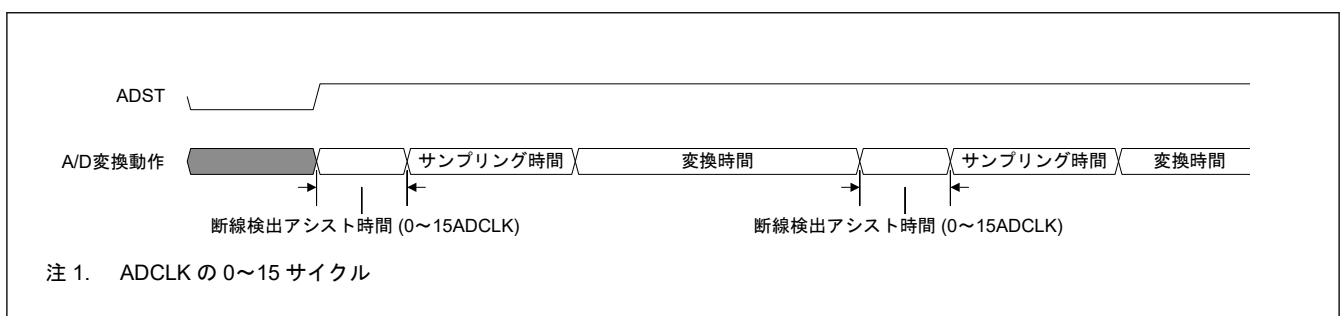 ADST
A/D変換動作
サンプリング時間 変換時間 サンプリング時間 変換時間
断線検出アシスト時間 (0～15ADCLK) 断線検出アシスト時間 (0～15ADCLK)
注 1. ADCLK の 0～15 サイクル